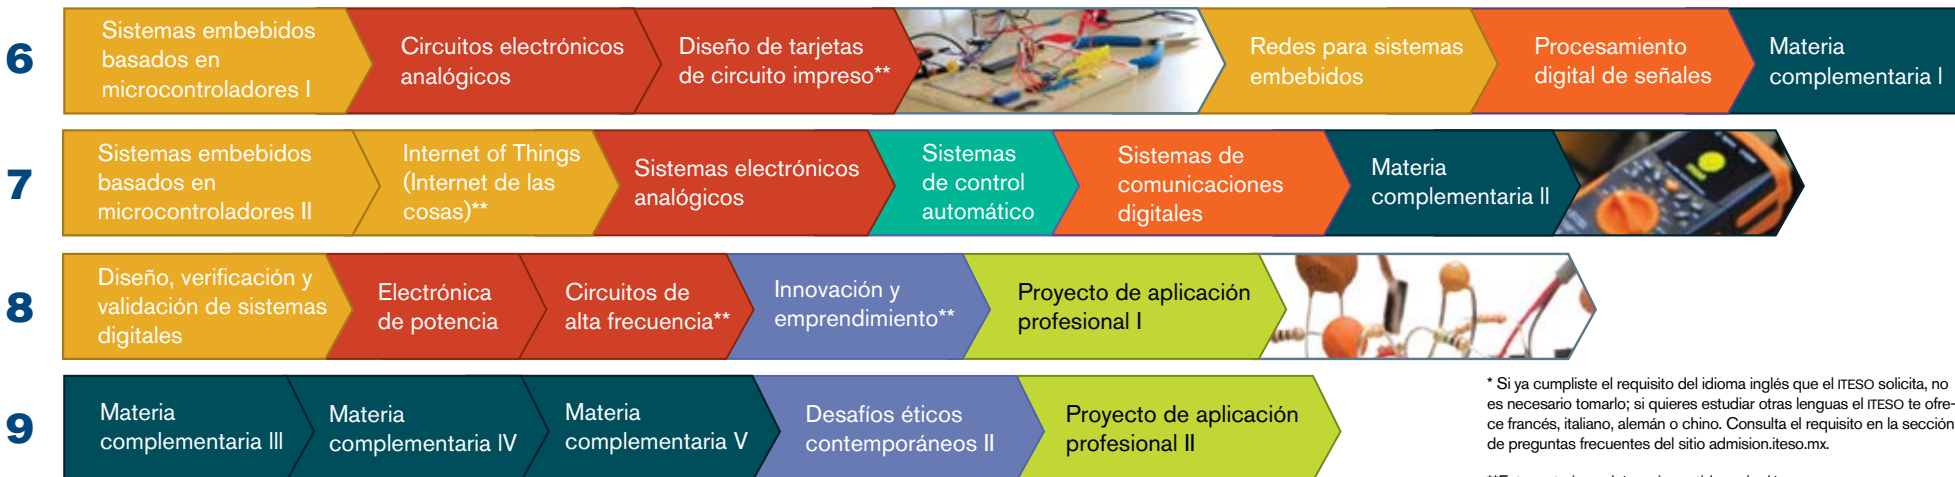 6
Sistemas embebidos
basados en
microcontroladores I
Circuitos electrónicos
analógicos
Diseño de tarjetas
de circuito impreso**
Redes para sistemas
embebidos
Procesamiento
digital de señales
Materia
complementaria I
7
Sistemas embebidos
basados en
microcontroladores II
Internet of Things
(Internet de las
cosas)**
Sistemas electrónicos
analógicos
Sistemas
de control
automático
Sistemas de
comunicaciones
digitales
Materia
complementaria II
8
Diseño, verificación y
validación de sistemas
digitales
Electrónica
de potencia
Circuitos de
alta frecuencia**
Innovación y
emprendimiento**
Proyecto de aplicación
profesional I
9
Materia
complementaria III
Materia
complementaria IV
Materia
complementaria V
Desafíos éticos
contemporáneos II
Proyecto de aplicación
profesional II
* Si ya cumpliste el requisito del idioma inglés que el ITESO solicita, no
es necesario tomarlo; si quieres estudiar otras lenguas el ITESO te ofre-
ce francés, italiano, alemán o chino. Consulta el requisito en la sección
de preguntas frecuentes del sitio admision.iteso.mx.